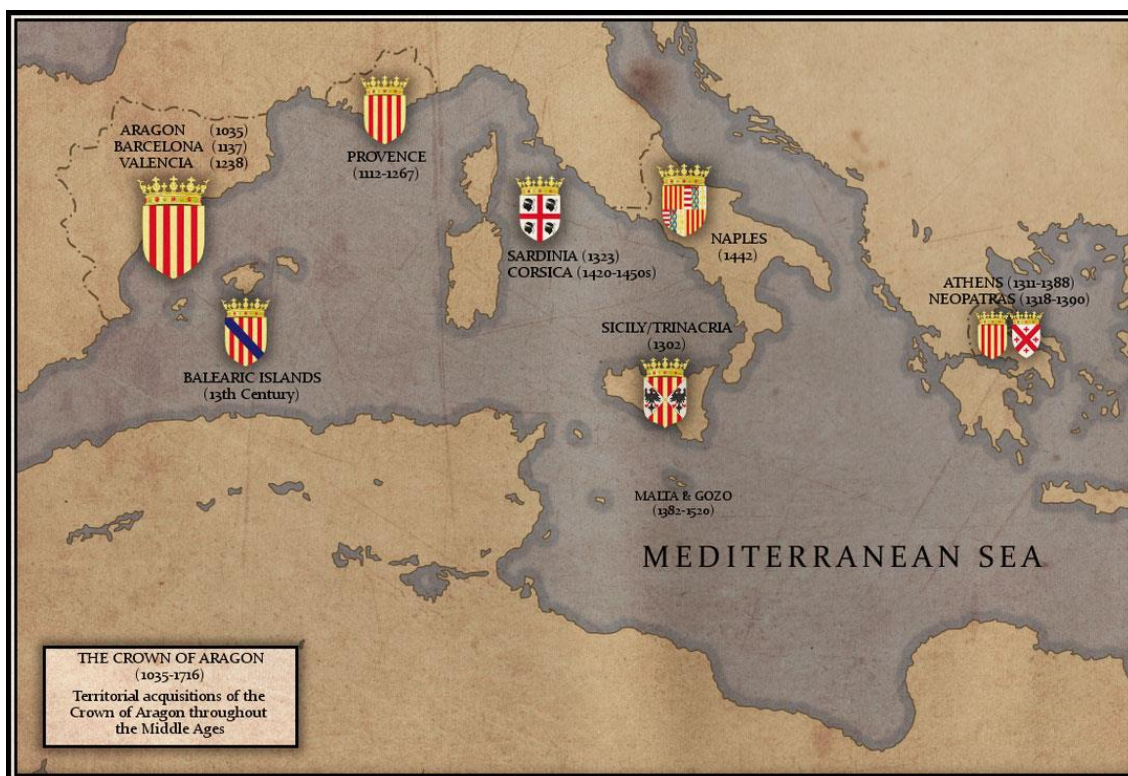 ARAGON (1035)
BARCELONA (1137)
VALENCIA (1238)
PROVENCE
(1112-1267)
SARDINIA (1323)
CORSICA (1420-1450s)
NAPLES
(1442)
ATHENS (1311-1388)
NEOPATRAS (1318-1390)
SICILY/TRINACRIA
(1302)
BALEARIC ISLANDS
(13th Century)
MALTA & GOZO
(1382-1520)
MEDITERRANEAN SEA
THE CROWN OF ARAGON
(1035-1716)
Territorial acquisitions of the
Crown of Aragon throughout
the Middle Ages